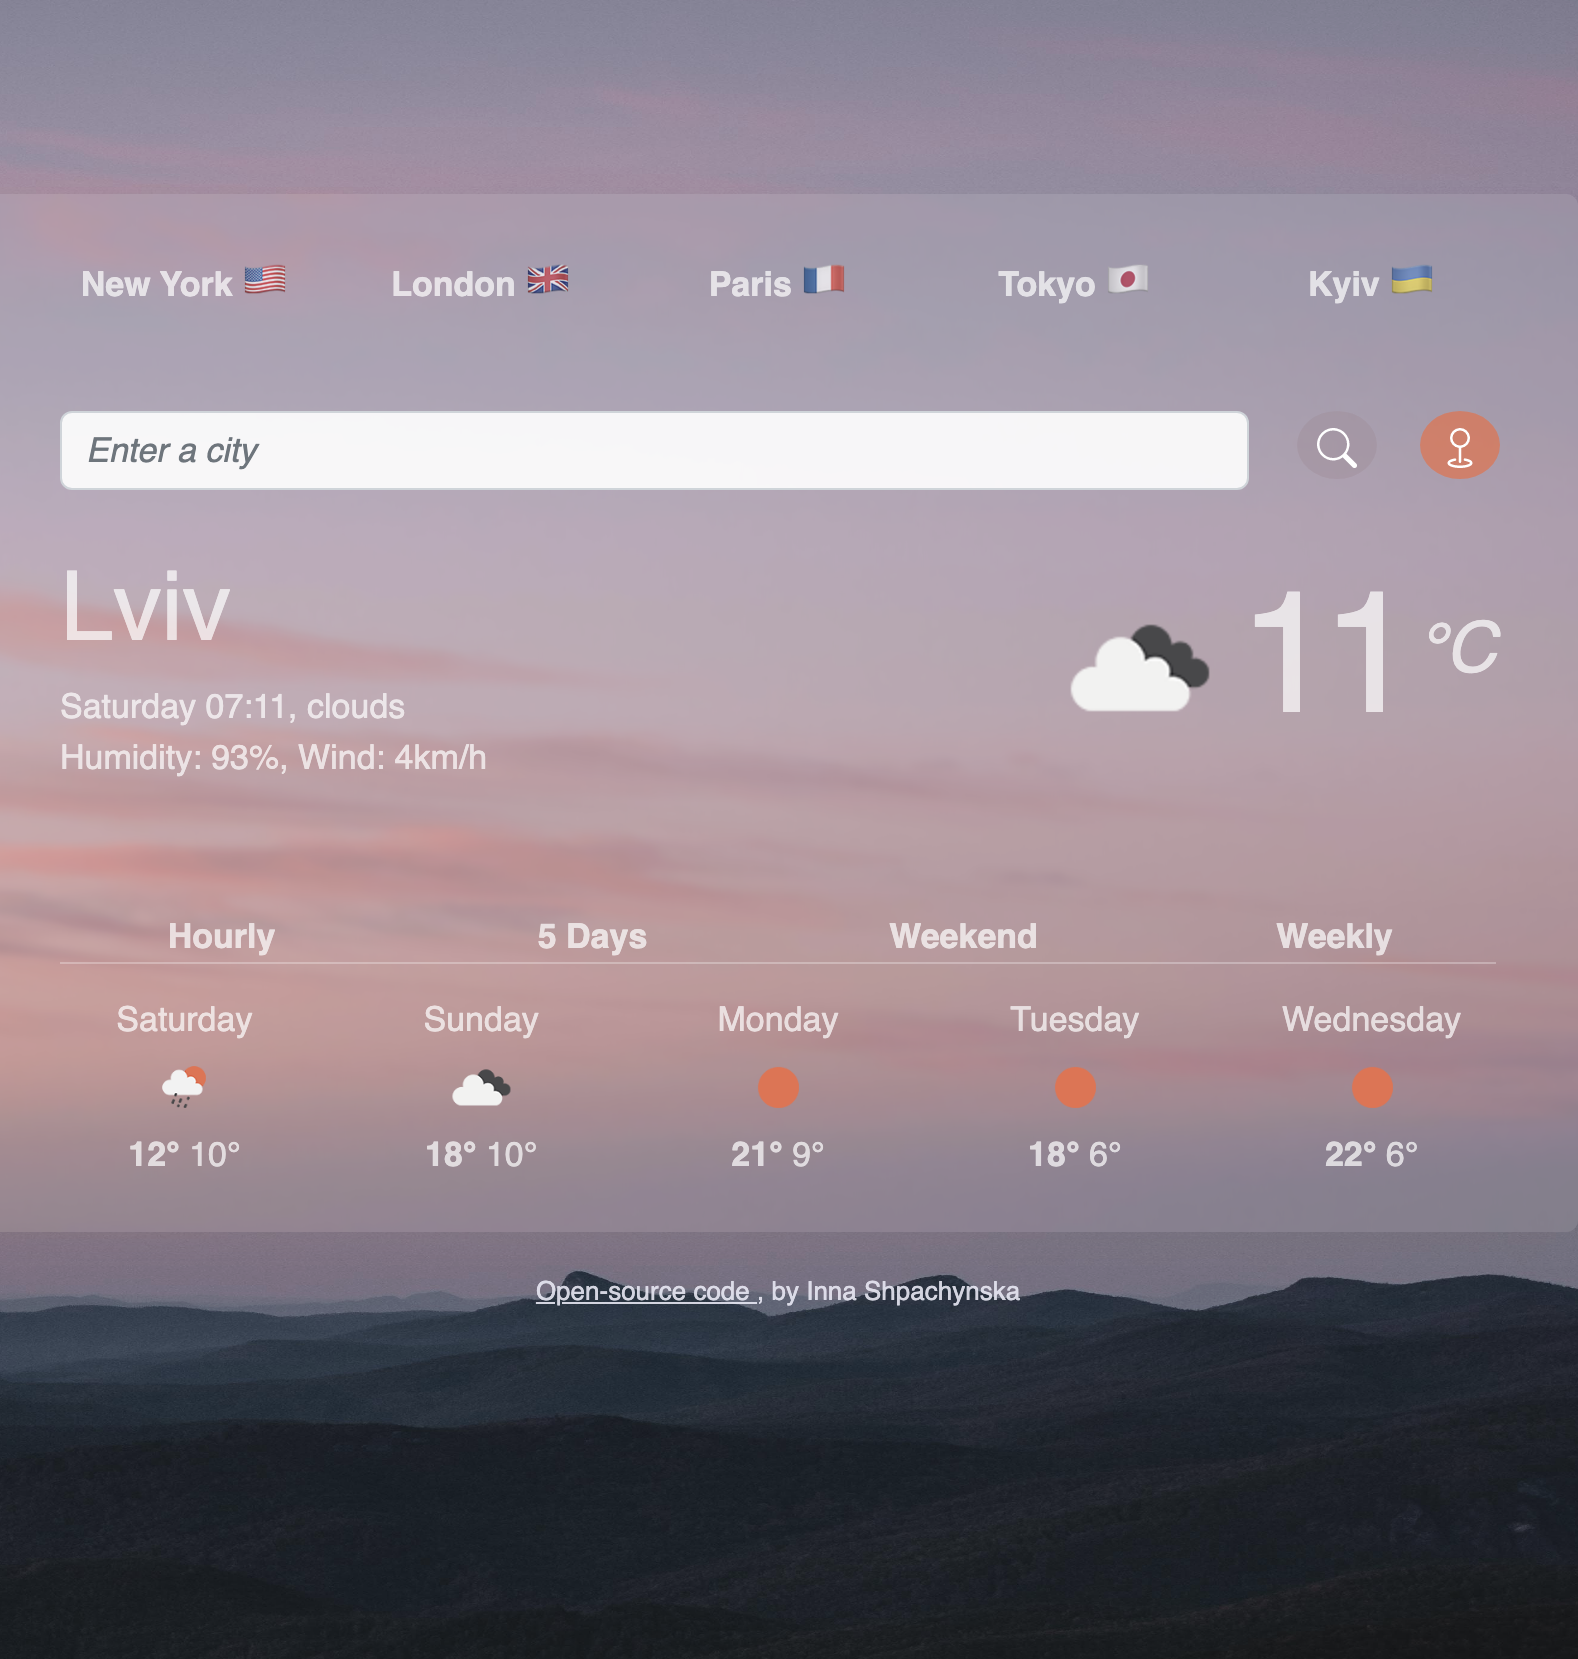 New York 🇺🇸 London 🇬🇧 Paris 🇫🇷 Tokyo 🇯🇵 Kyiv 🇺🇦
Enter a city
Lviv
11 °C
Saturday 07:11, clouds
Humidity: 93%, Wind: 4km/h
Hourly 5 Days Weekend Weekly
Saturday Sunday Monday Tuesday Wednesday
12° 10° 18° 10° 21° 9° 18° 6° 22° 6°
Open-source code , by Inna Shpachynska